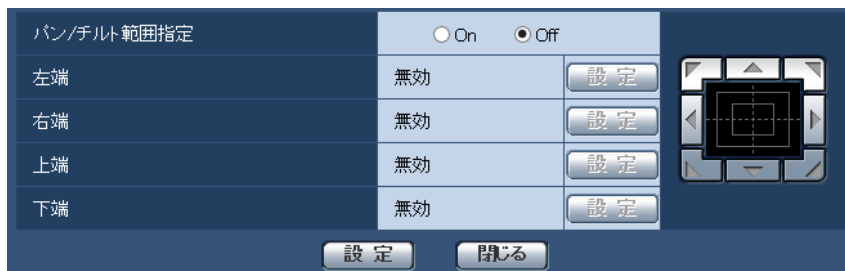 パン/チルト範囲指定 On Off
左端 無効 設定
右端 無効 設定
上端 無効 設定
下端 無効 設定
設定 閉じる